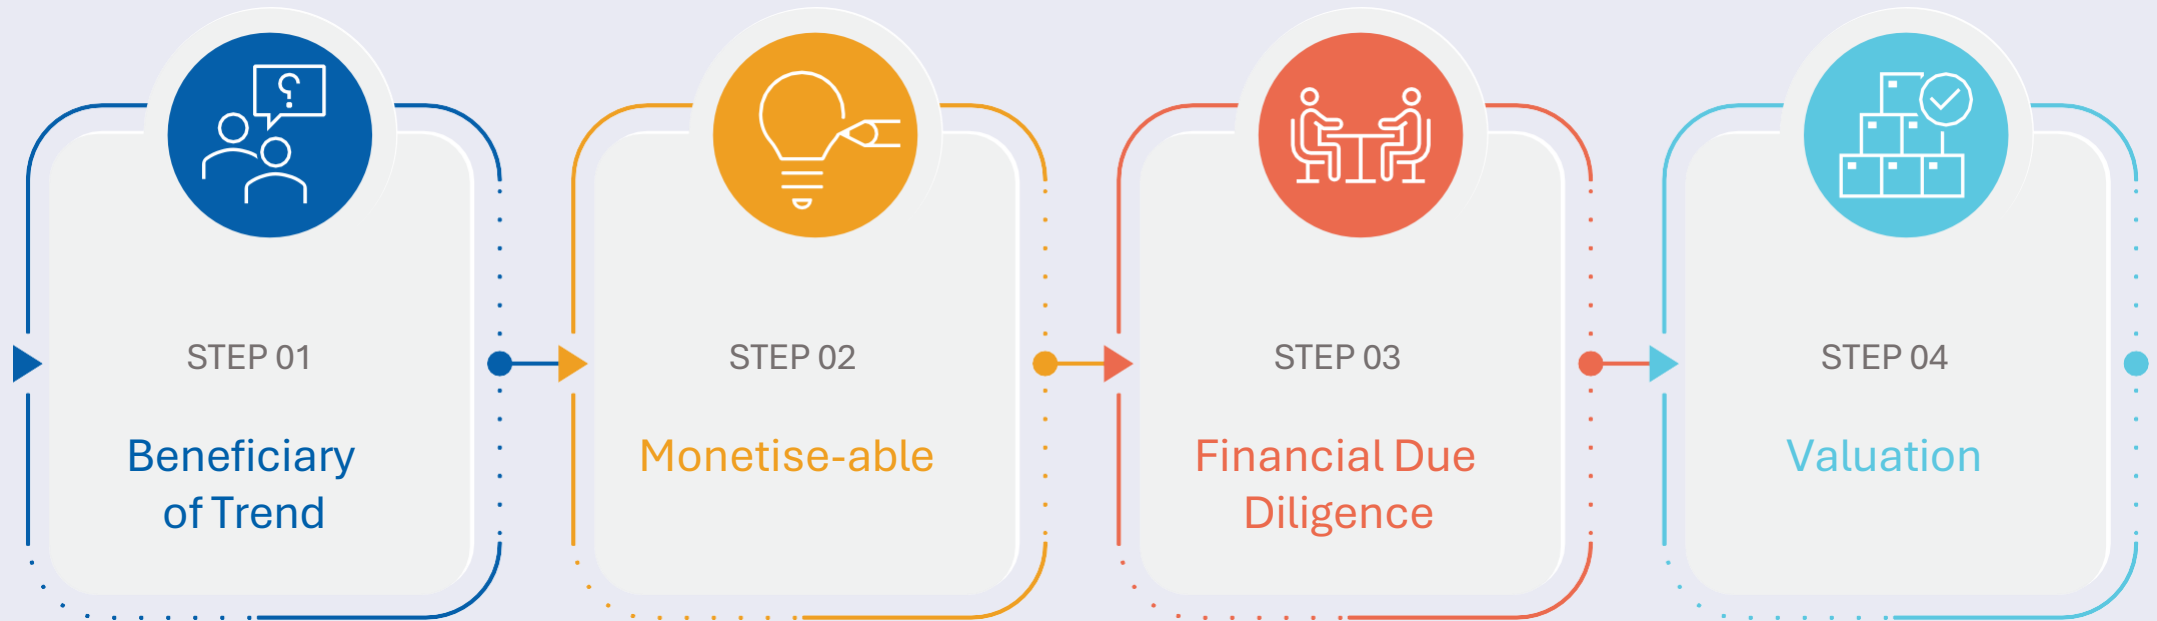 STEP 01
Beneficiary
of Trend
STEP 02
Monetise-able
STEP 03
Financial Due
Diligence
STEP 04
Valuation